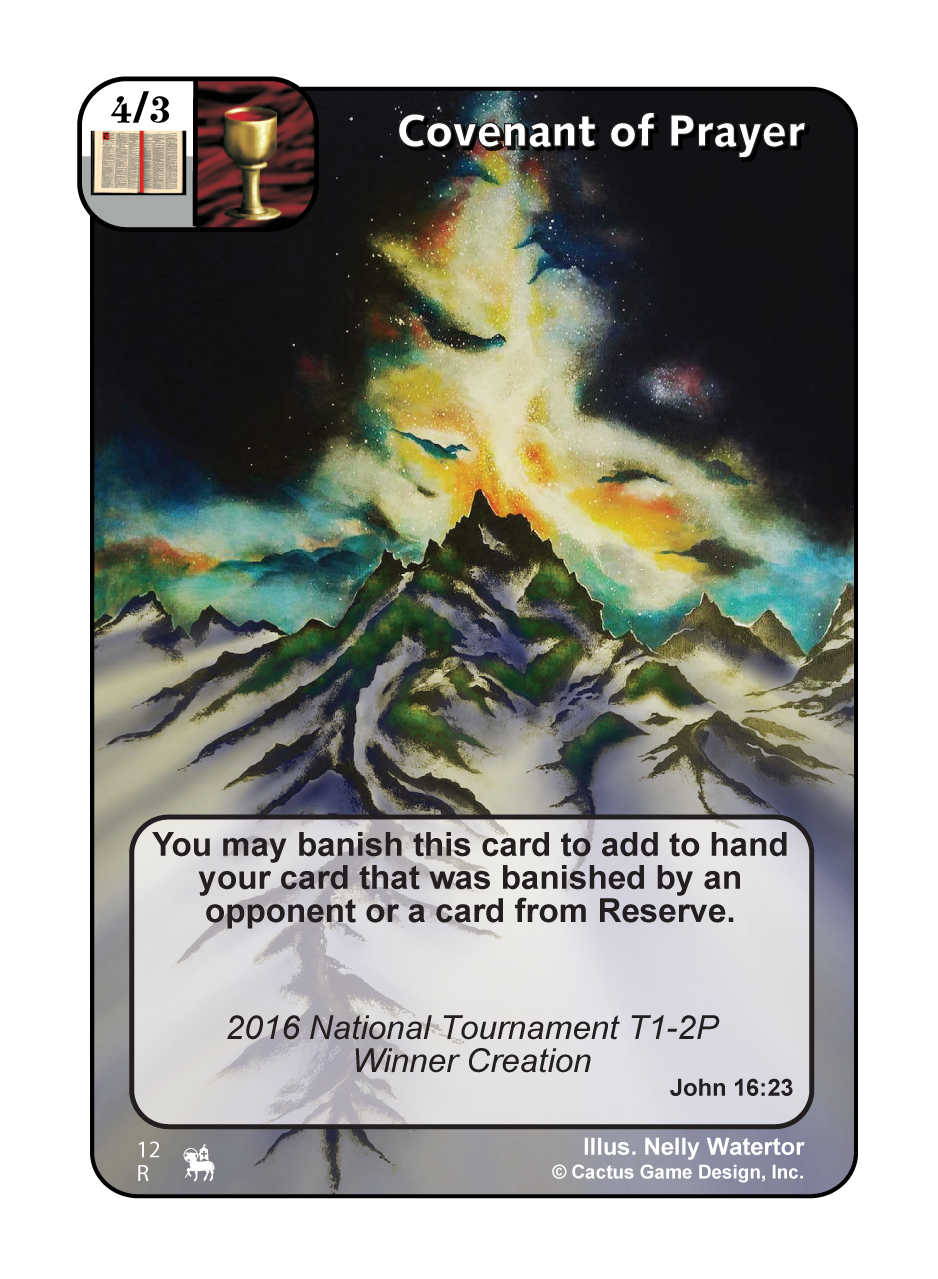 4/3
Covenant of Prayer
You may banish this card to add to hand
your card that was banished by an
opponent or a card from Reserve.
2016 National Tournament T1-2P
Winner Creation
John 16:23
12
R
Illus. Nelly Watertor
© Cactus Game Design, Inc.